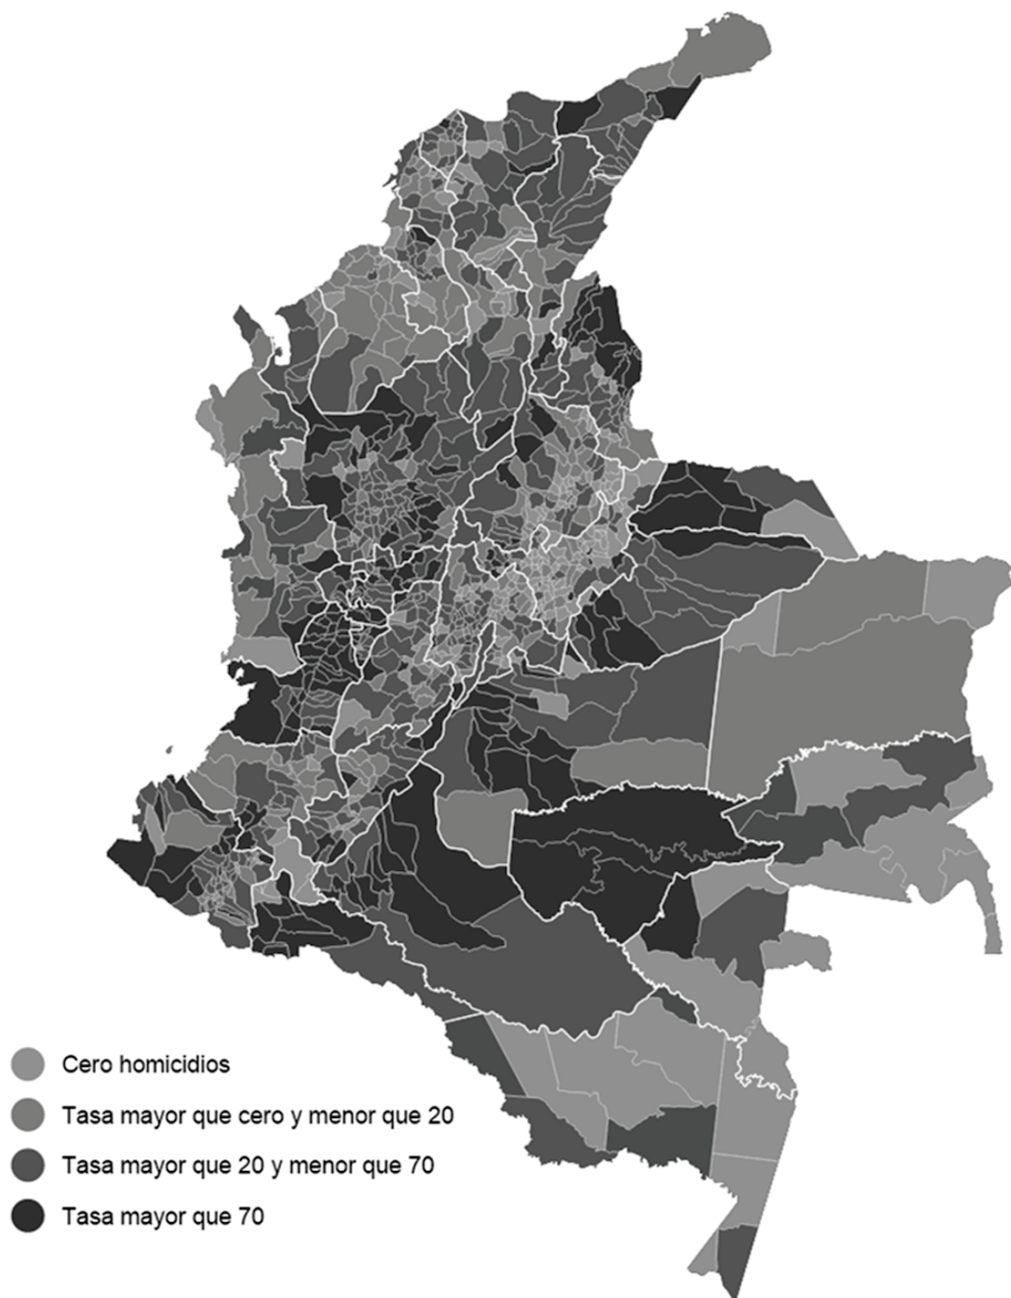 Cero homicidios
Tasa mayor que cero y menor que 20
Tasa mayor que 20 y menor que 70
Tasa mayor que 70